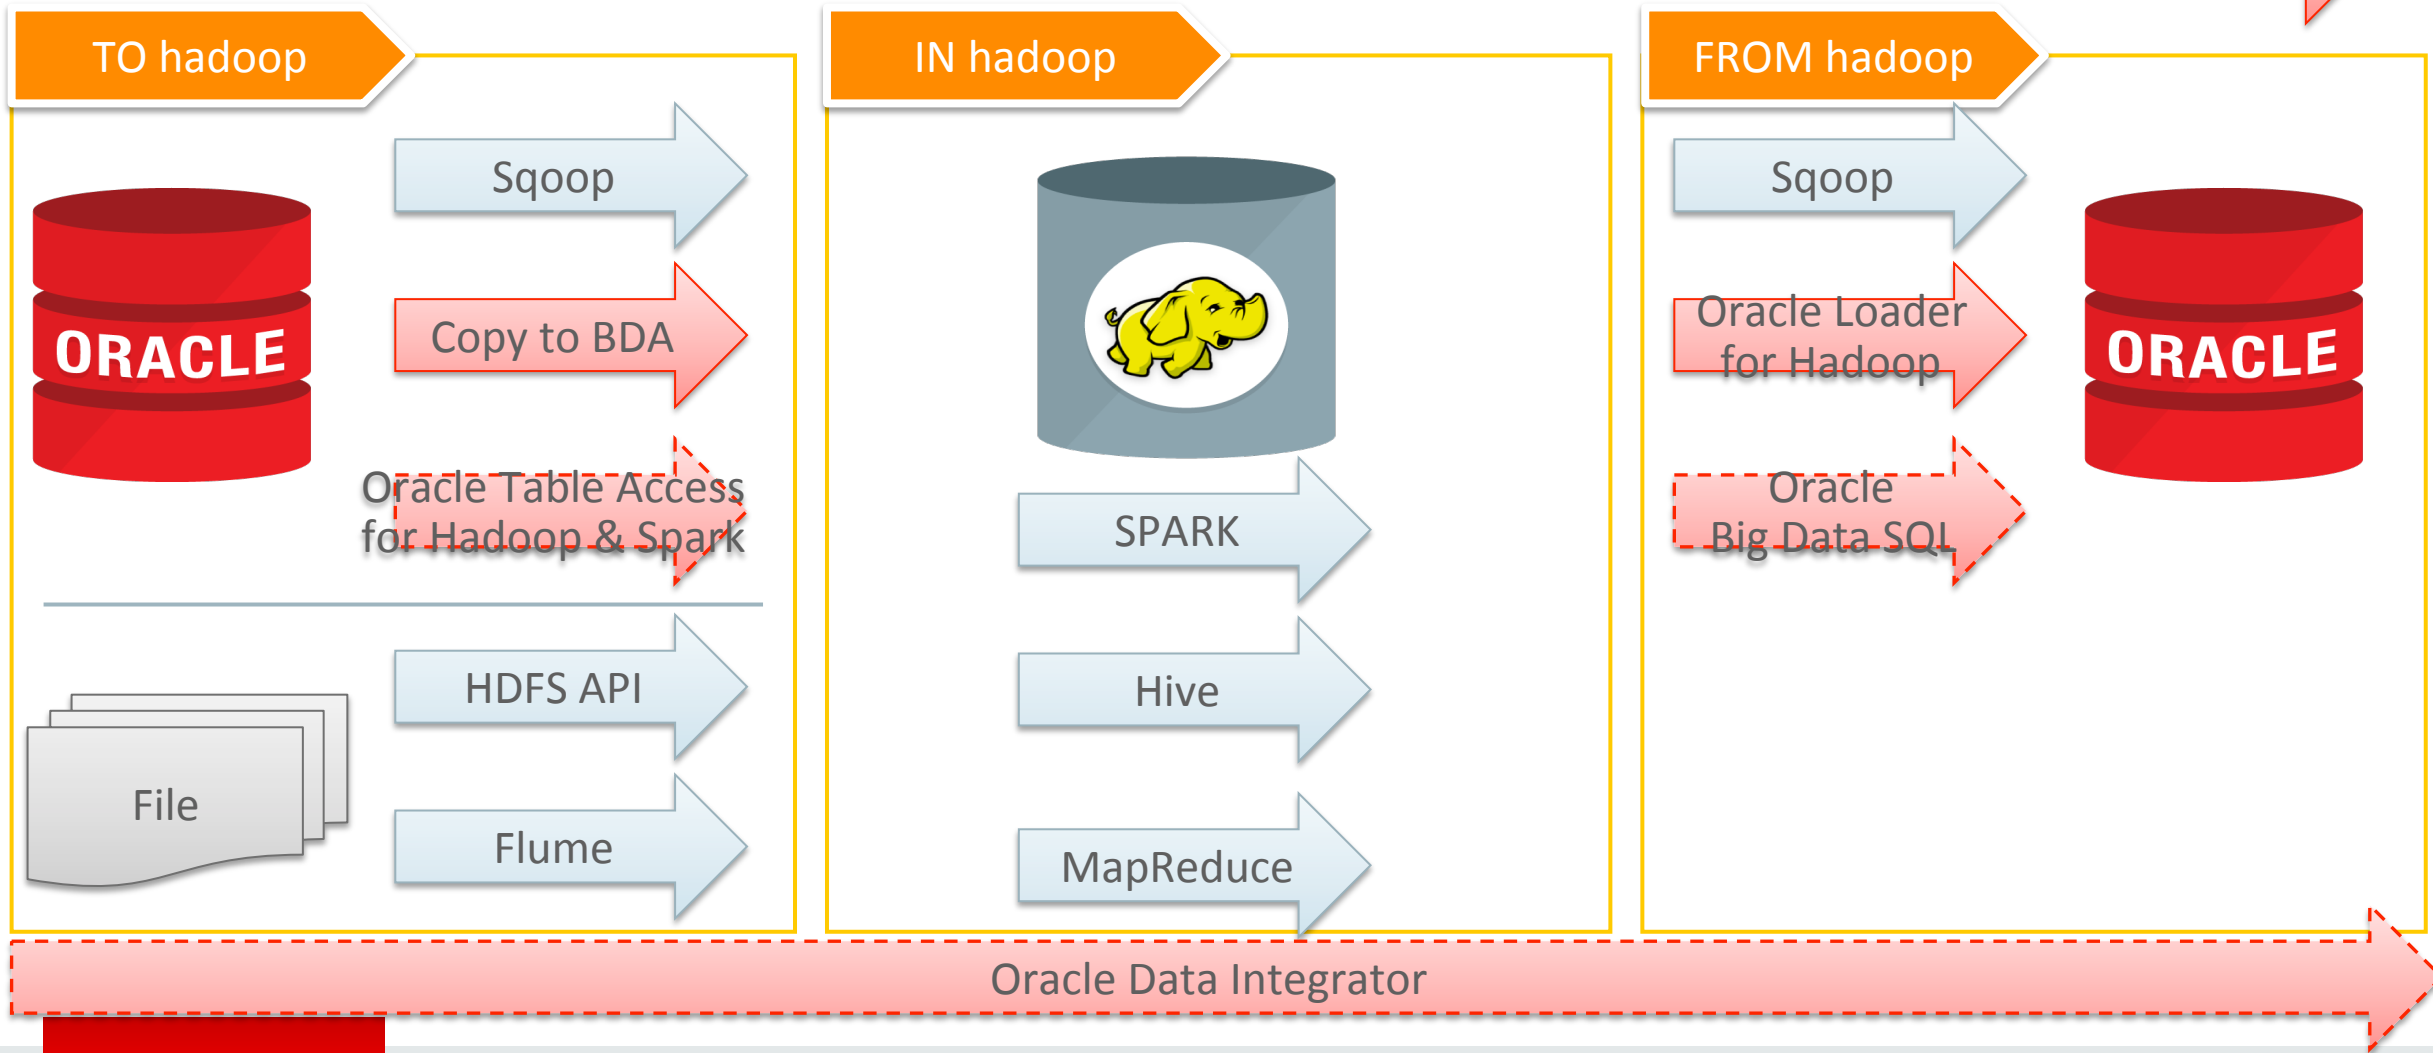 TO hadoop
Sqoop
ORACLE
Copy to BDA
Oracle Table Access
for Hadoop & Spark
HDFS API
File
Flume
IN hadoop
SPARK
Hive
MapReduce
FROM hadoop
Sqoop
Oracle Loader
for Hadoop
ORACLE
Oracle
Big Data SQL
Oracle Data Integrator